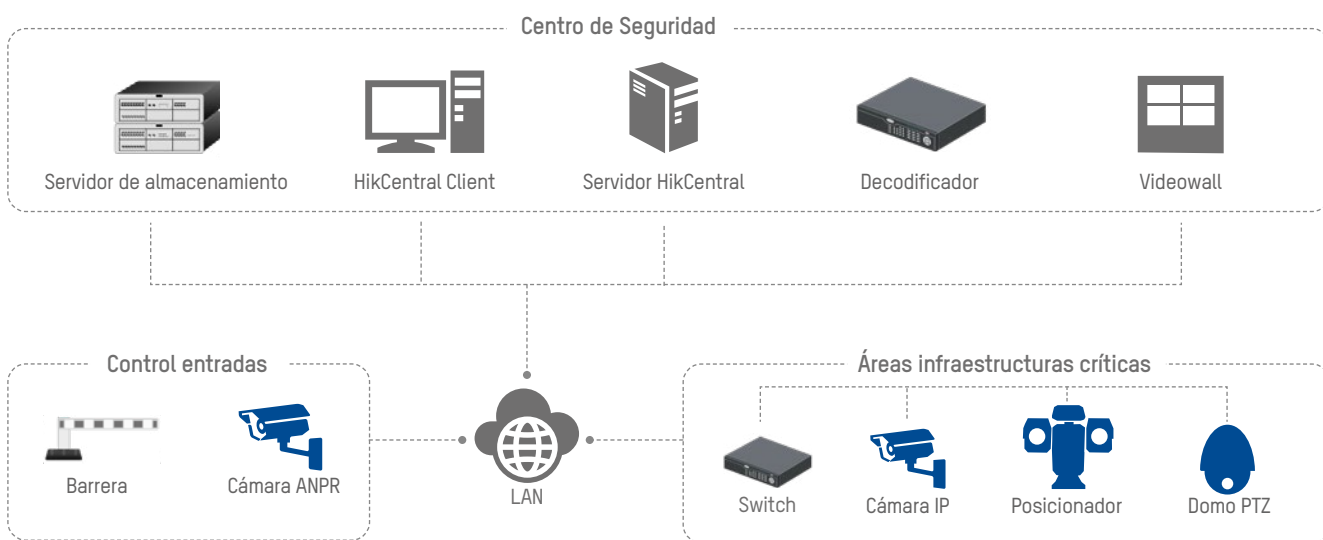 Centro de Seguridad
Servidor de almacenamiento
HikCentral Client
Servidor HikCentral
Decodificador
Videowall
Control entradas
Áreas infraestructuras críticas
Barrera
Cámara ANPR
LAN
Switch
Cámara IP
Posicionador
Domo PTZ